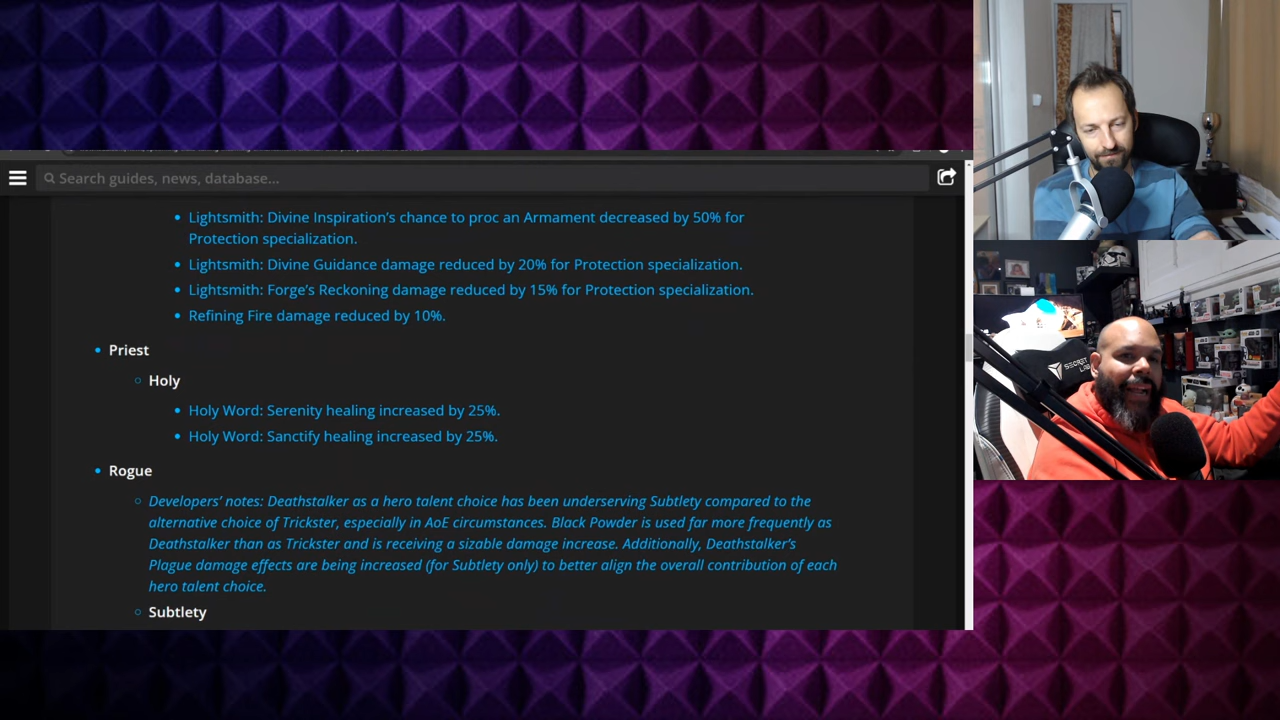 Search guides, news, database...
• Lightsmith: Divine Inspiration’s chance to proc an Armament decreased by 50% for
Protection specialization.
• Lightsmith: Divine Guidance damage reduced by 20% for Protection specialization.
• Lightsmith: Forge’s Reckoning damage reduced by 15% for Protection specialization.
• Refining Fire damage reduced by 10%.
• Priest
○ Holy
• Holy Word: Serenity healing increased by 25%.
• Holy Word: Sanctify healing increased by 25%.
• Rogue
○ Developers’ notes: Deathstalker as a hero talent choice has been underserving Subtlety compared to the
alternative choice of Trickster, especially in AoE circumstances. Black Powder is used far more frequently as
Deathstalker than as Trickster and is receiving a sizable damage increase. Additionally, Deathstalker’s
Plague damage effects are being increased (for Subtlety only) to better align the overall contribution of each
hero talent choice.
○ Subtlety
SECRET
LAB